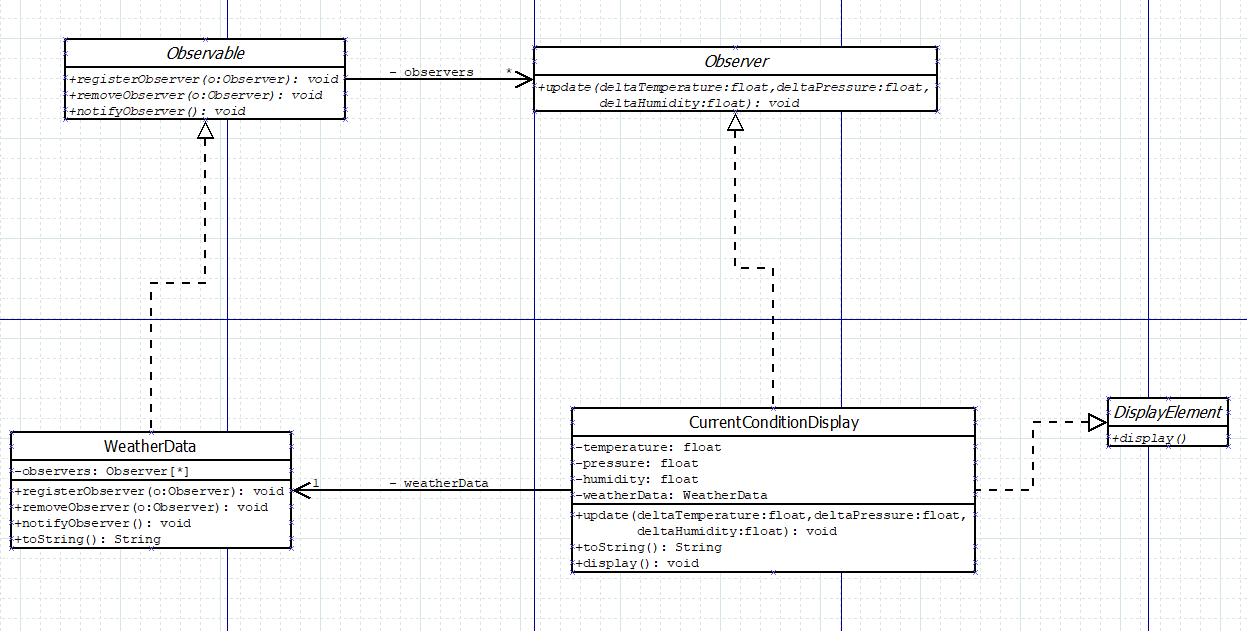 Observable
+registerObserver(o:Observer): void
+removeObserver(o:Observer): void
+notifyObserver(): void
- observers
*
Observer
+update(deltaTemperature:float,deltaPressure:float,
deltaHumidity:float): void
WeatherData
-observers: Observer[*]
+registerObserver(o:Observer): void
+removeObserver(o:Observer): void
+notifyObserver(): void
+toString(): String
1
- weatherData
CurrentConditionDisplay
-temperature: float
-pressure: float
-humidity: float
-weatherData: WeatherData
+update(deltaTemperature:float,deltaPressure:float,
deltaHumidity:float): void
+toString(): String
+display(): void
DisplayElement
+display()